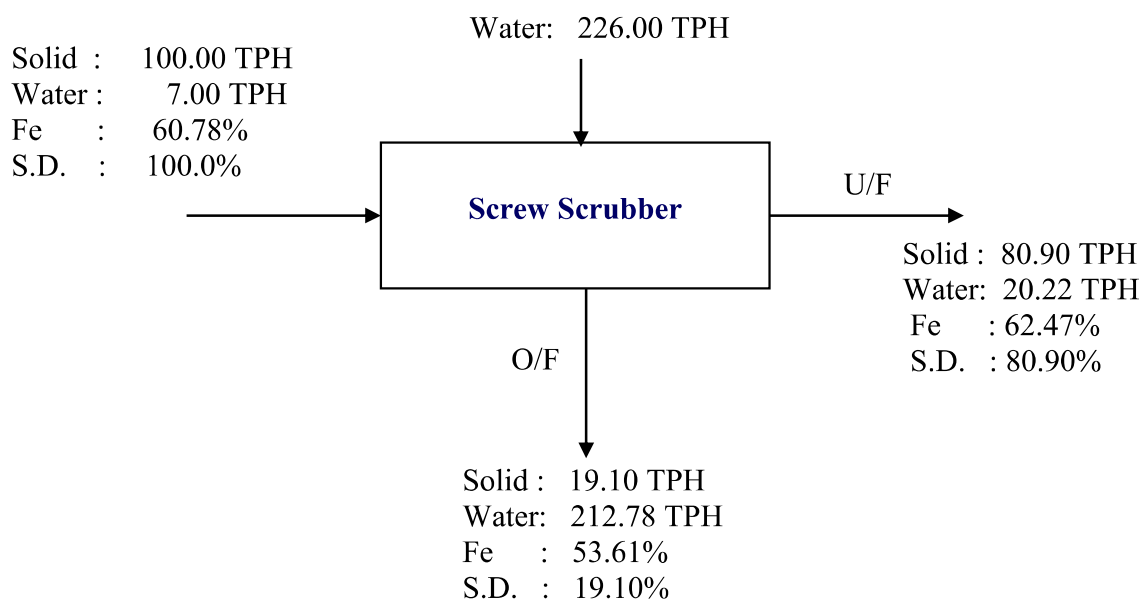 Water: 226.00 TPH
Solid : 100.00 TPH
Water : 7.00 TPH
Fe : 60.78%
S.D. : 100.0%
Screw Scrubber
U/F
Solid : 80.90 TPH
Water: 20.22 TPH
Fe : 62.47%
S.D. : 80.90%
O/F
Solid : 19.10 TPH
Water: 212.78 TPH
Fe : 53.61%
S.D. : 19.10%